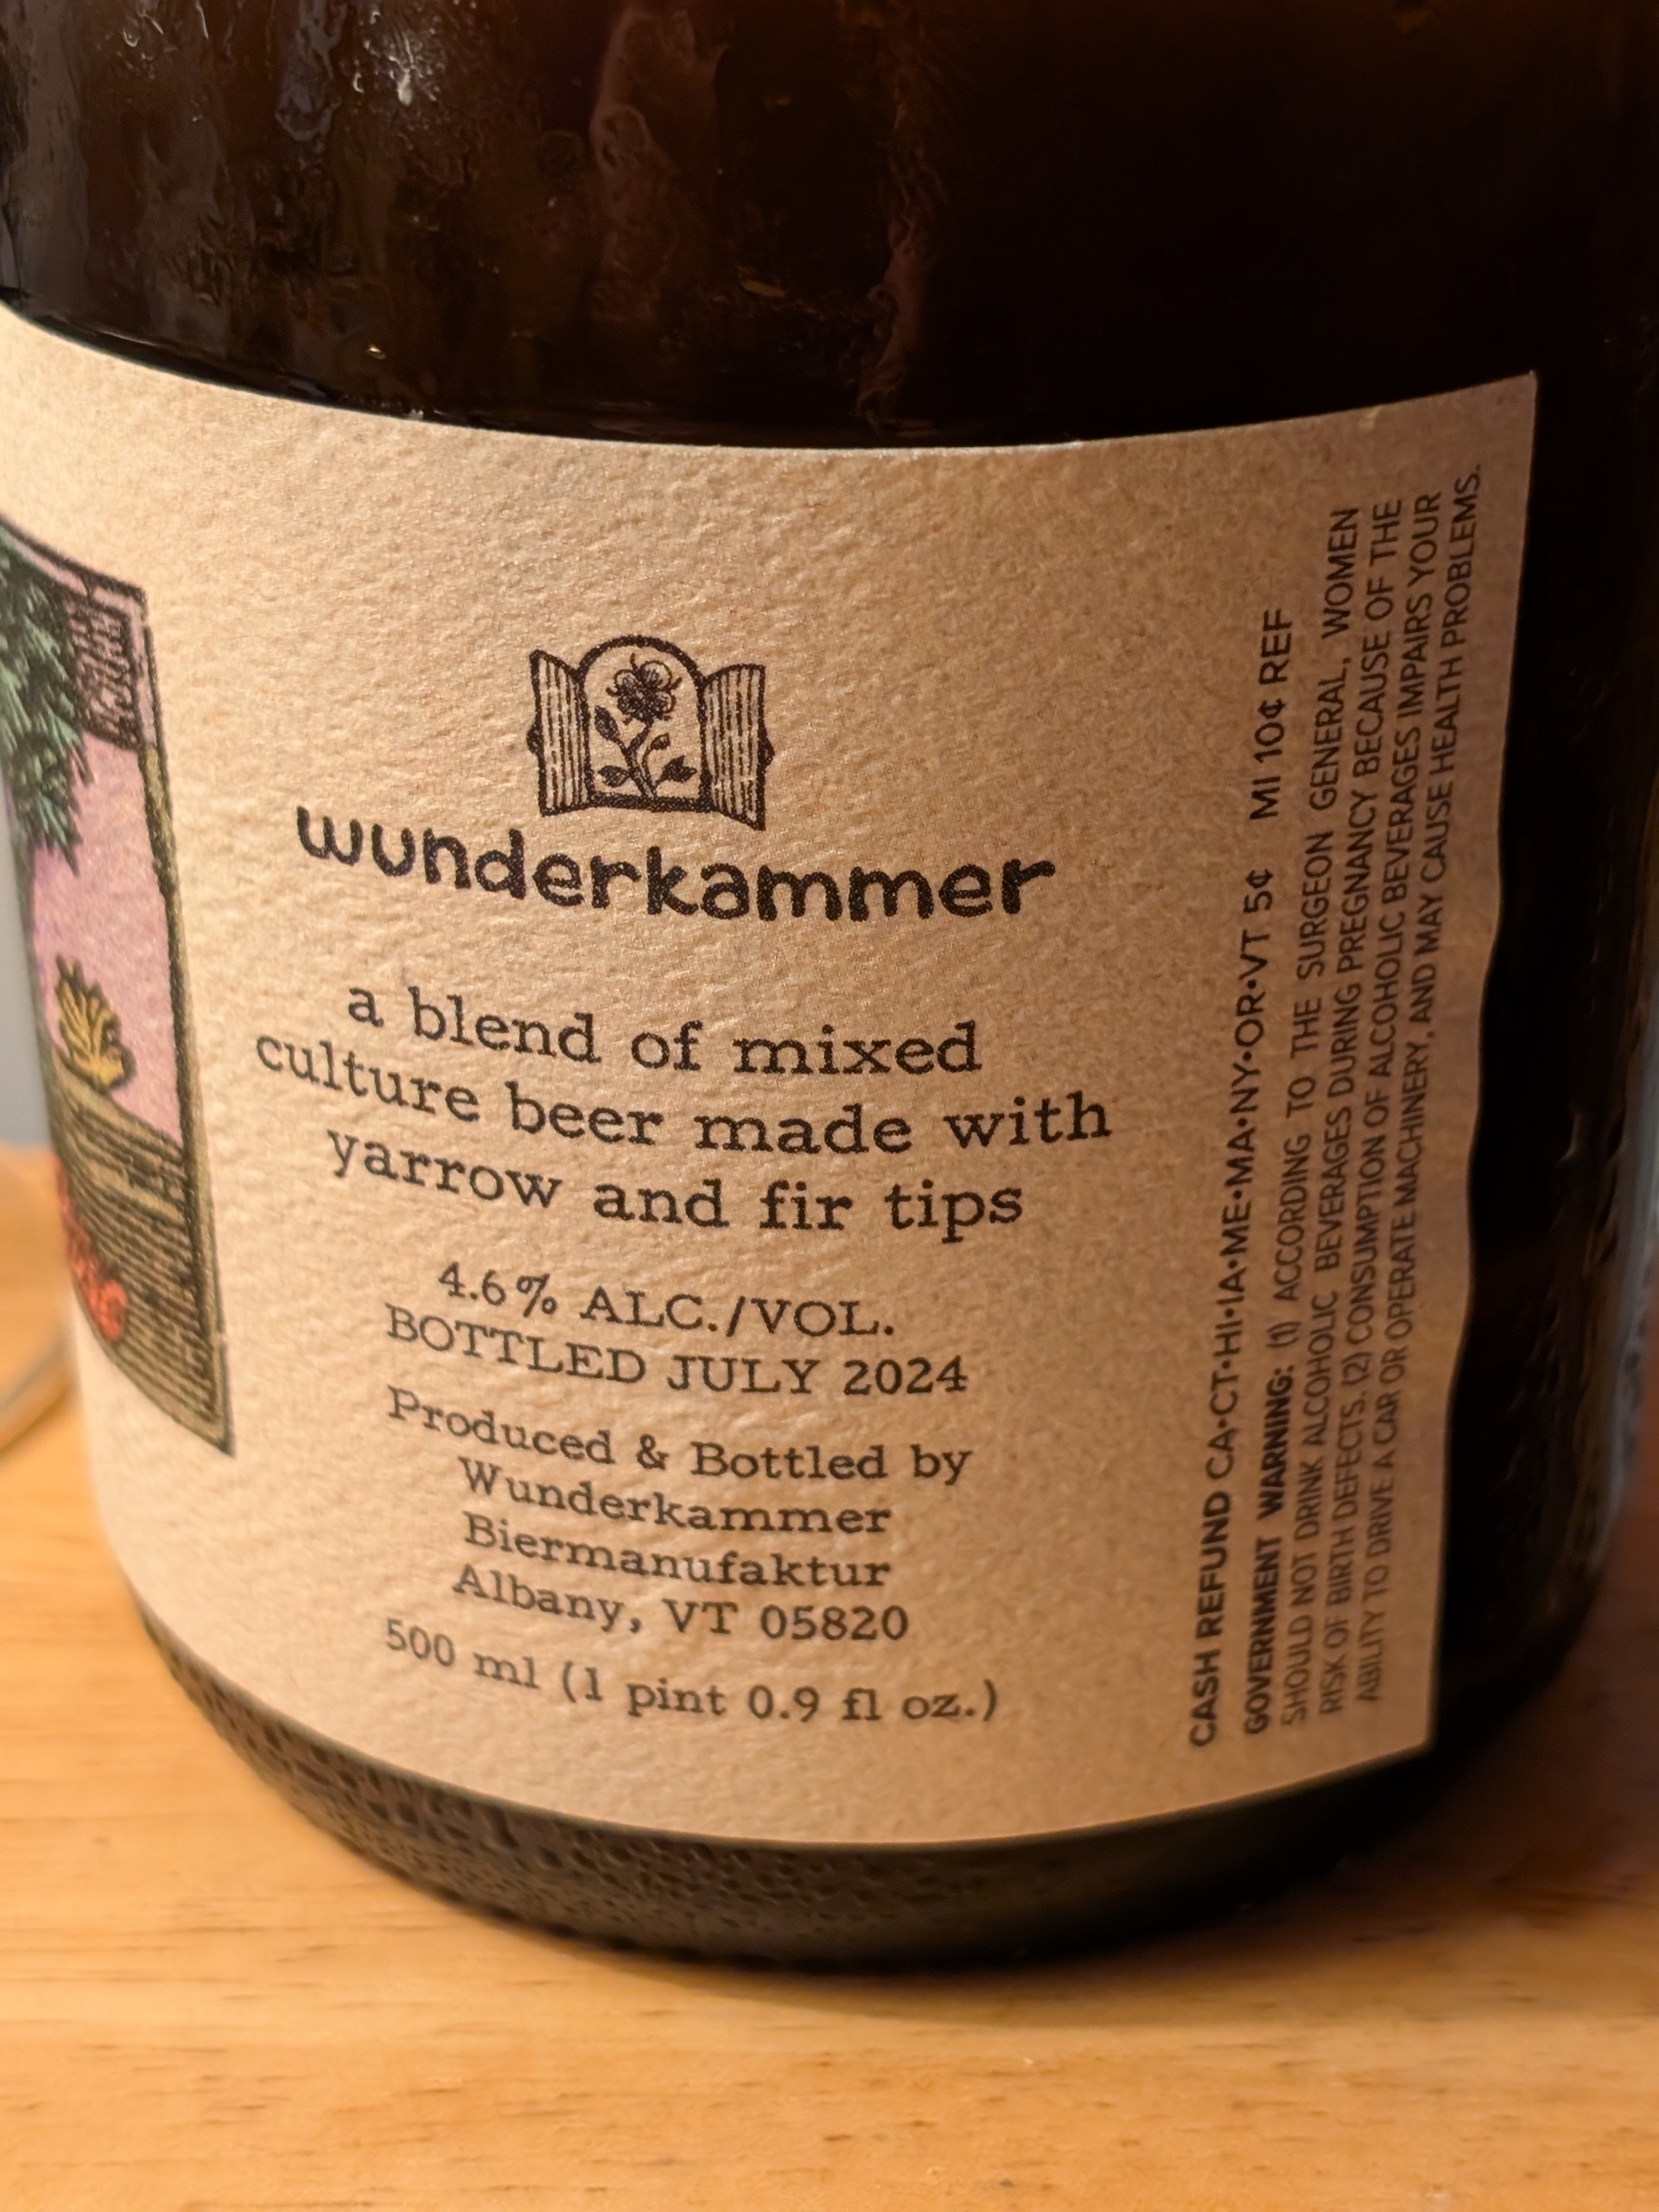 wunderkammer
a blend of mixed
culture beer made with
yarrow and fir tips
4.6% ALC./VOL.
BOTTLED JULY 2024
Produced & Bottled by
Wunderkammer
Biermanufaktur
Albany, VT 05820
500 ml (1 pint 0.9 fl oz.)
CASH REFUND CA•CT•HI•IA•ME•MA•NY•OR•VT 5¢ MI 10¢ REF
GOVERNMENT WARNING: (1) ACCORDING TO THE SURGEON GENERAL, WOMEN
SHOULD NOT DRINK ALCOHOLIC BEVERAGES DURING PREGNANCY BECAUSE OF THE
RISK OF BIRTH DEFECTS. (2) CONSUMPTION OF ALCOHOLIC BEVERAGES IMPAIRS YOUR
ABILITY TO DRIVE A CAR OR OPERATE MACHINERY, AND MAY CAUSE HEALTH PROBLEMS.